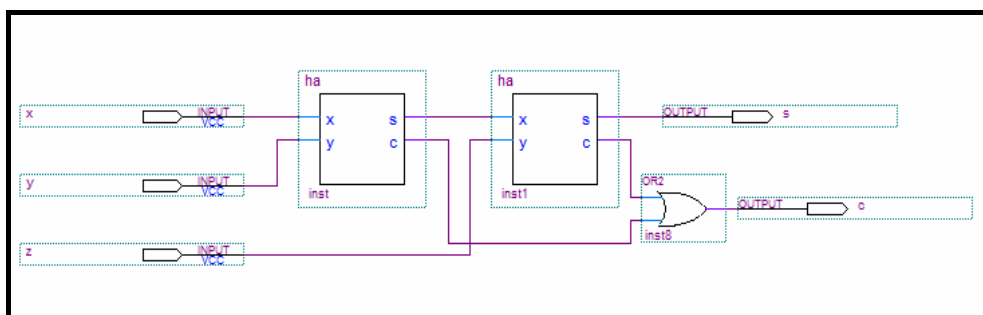 ha
ha
x
INPUT
VCC
x
s
x
s
OUTPUT
s
y
c
y
c
y
INPUT
VCC
inst
inst1
OR2
OUTPUT
c
inst8
z
INPUT
VCC